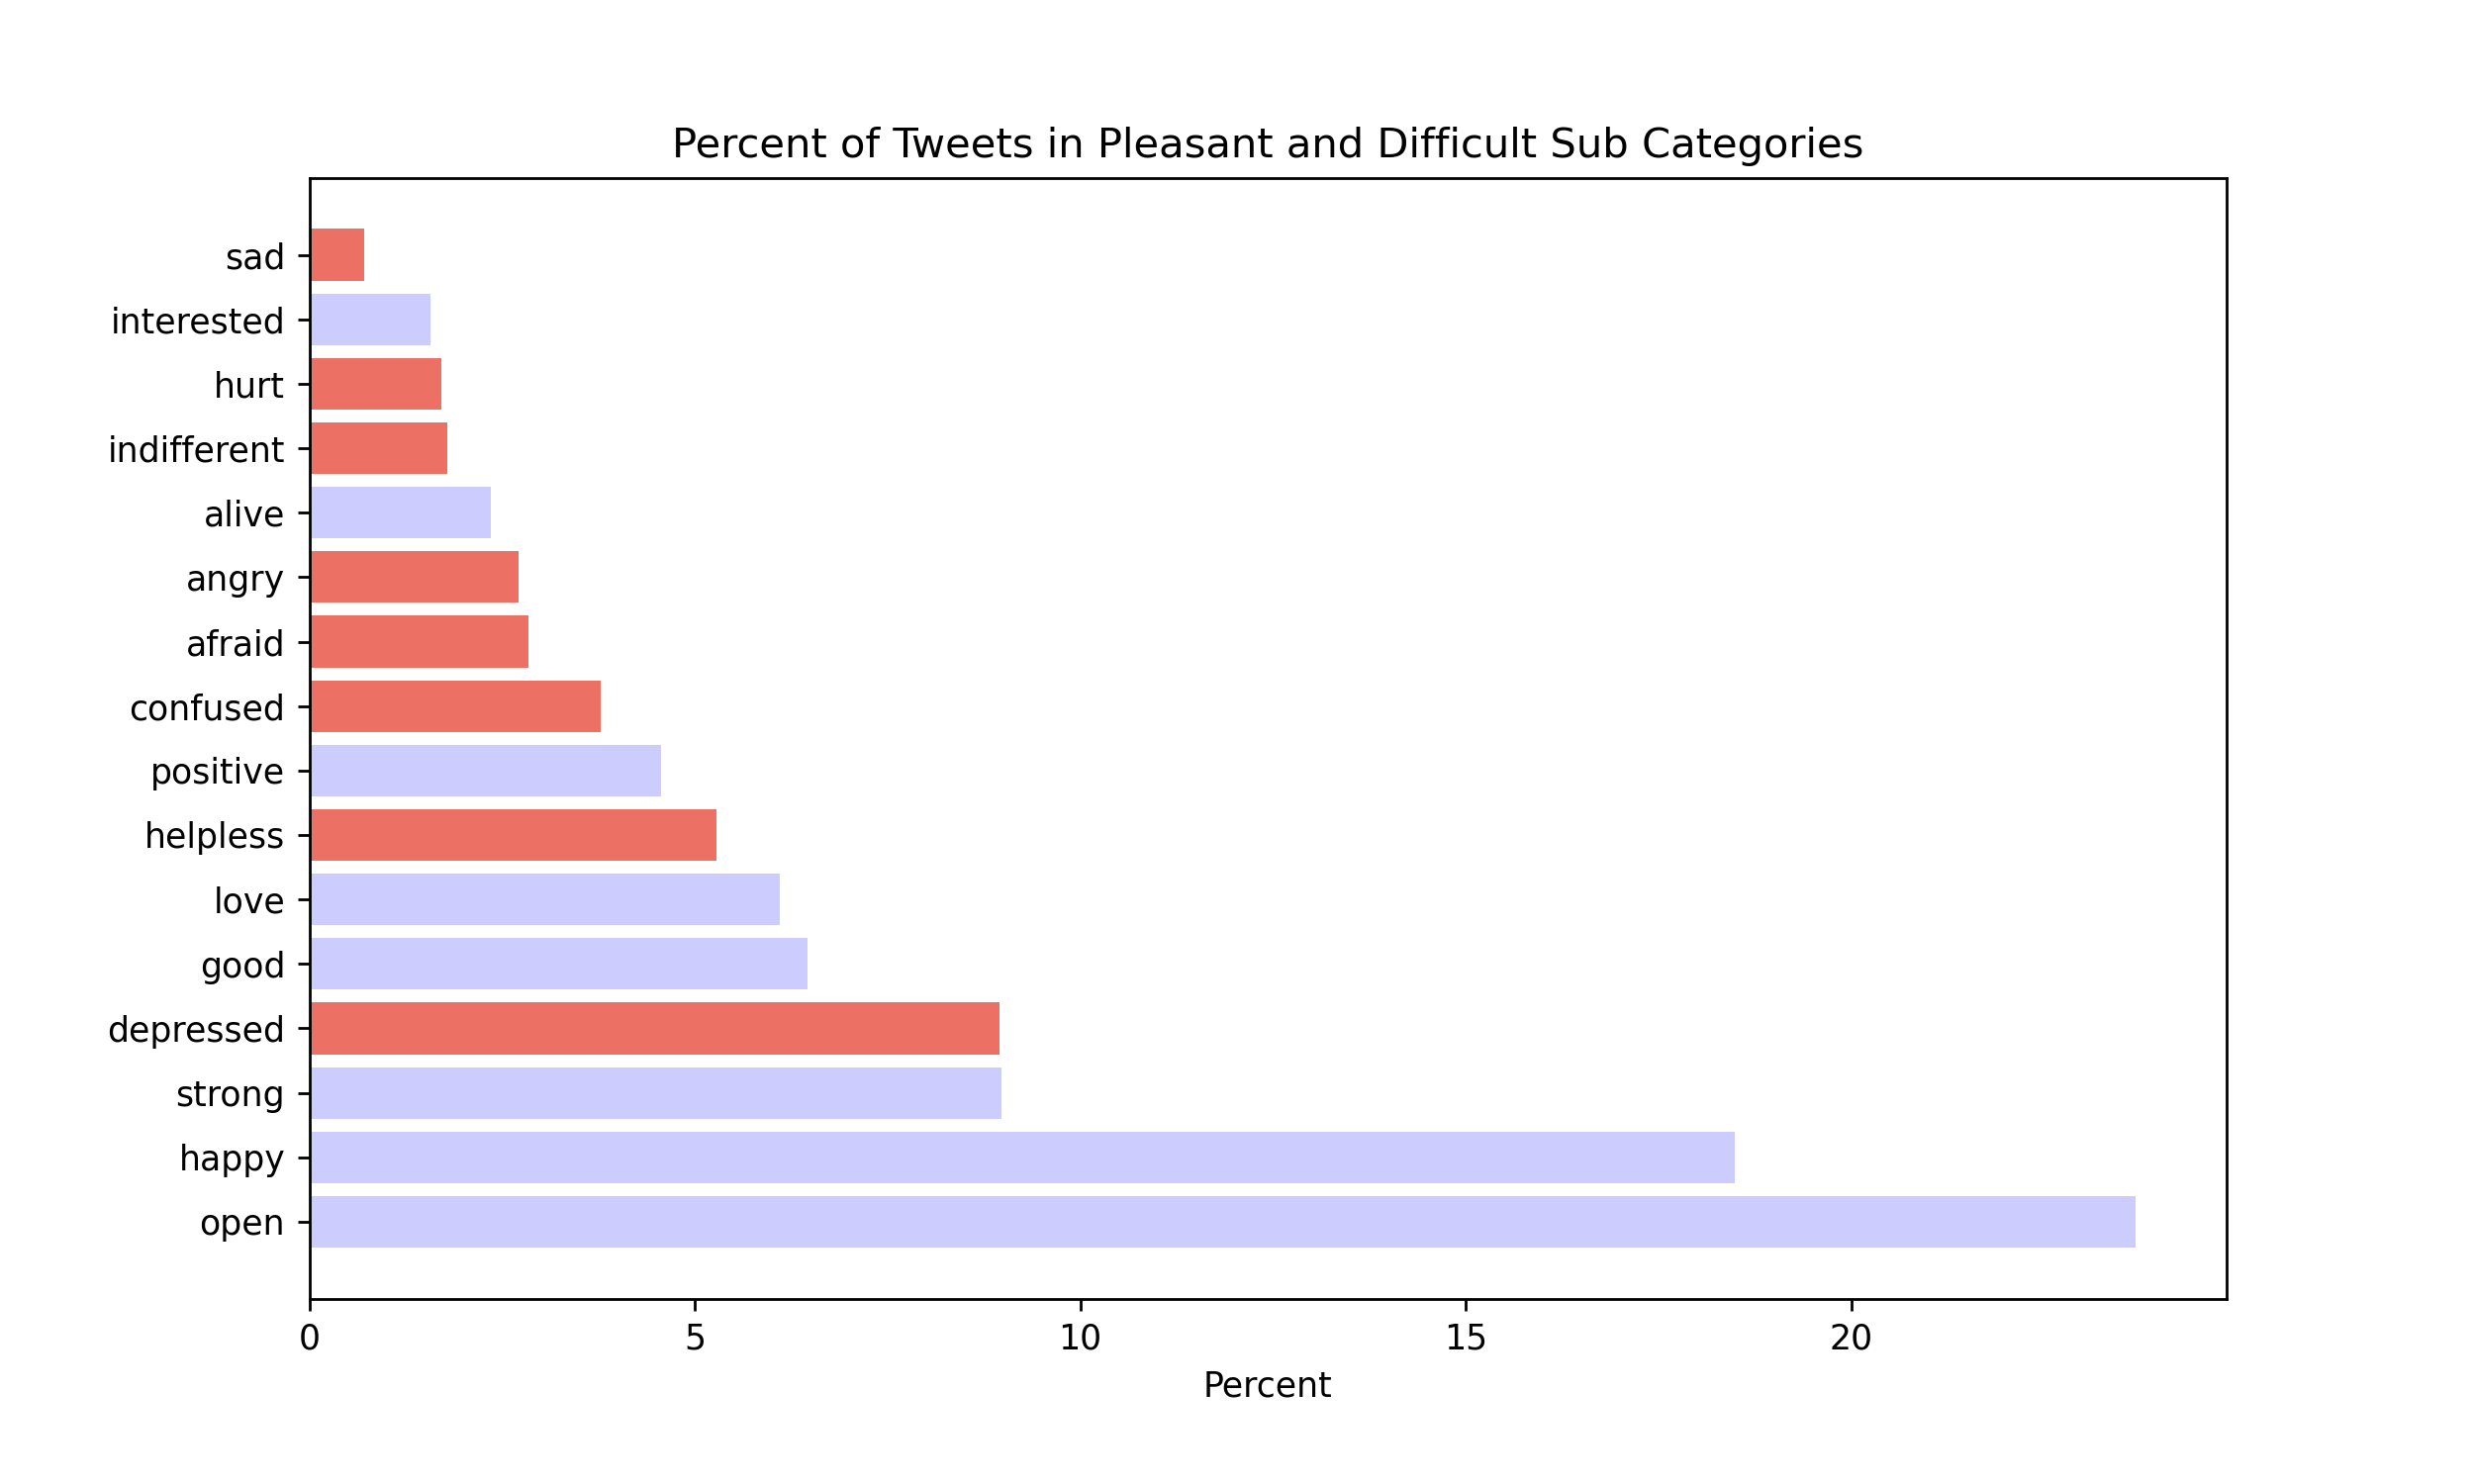 Percent of Tweets in Pleasant and Difficult Sub Categories
sad
interested
hurt
indifferent
alive
angry
afraid
confused
positive
helpless
love
good
depressed
strong
happy
open
0 5 10 15 20
Percent